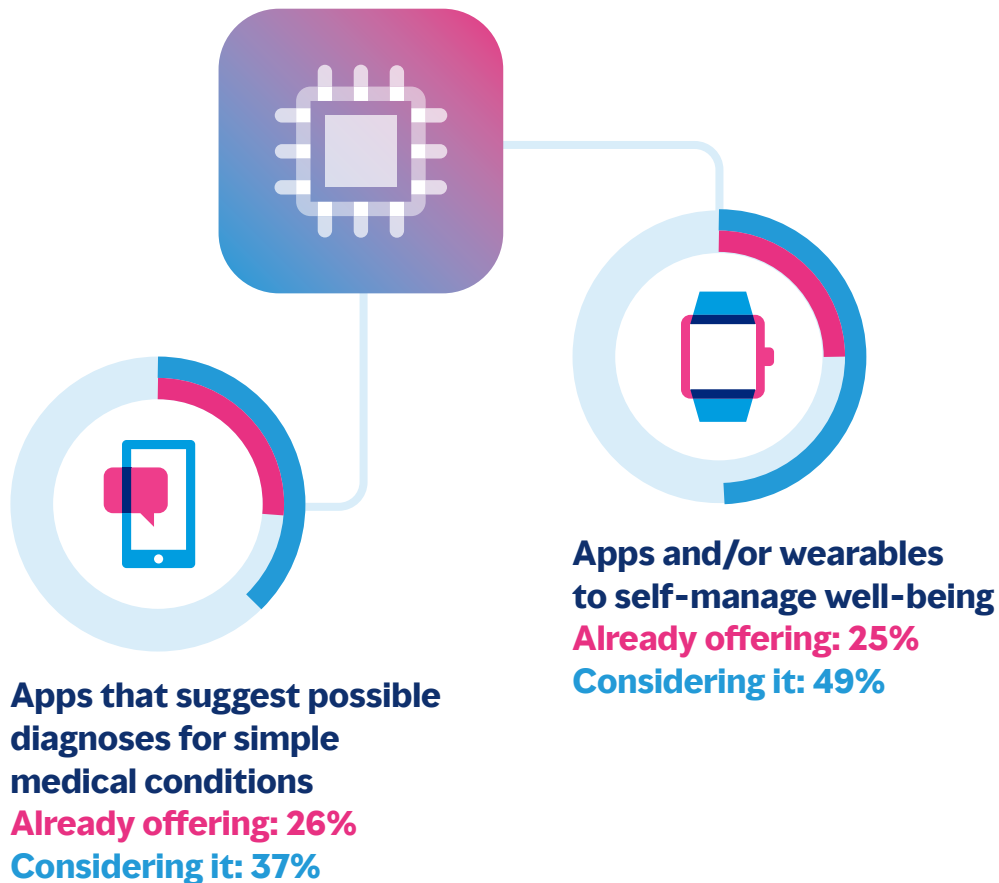 Apps and/or wearables
to self-manage well-being
Already offering: 25%
Considering it: 49%
Apps that suggest possible
diagnoses for simple
medical conditions
Already offering: 26%
Considering it: 37%